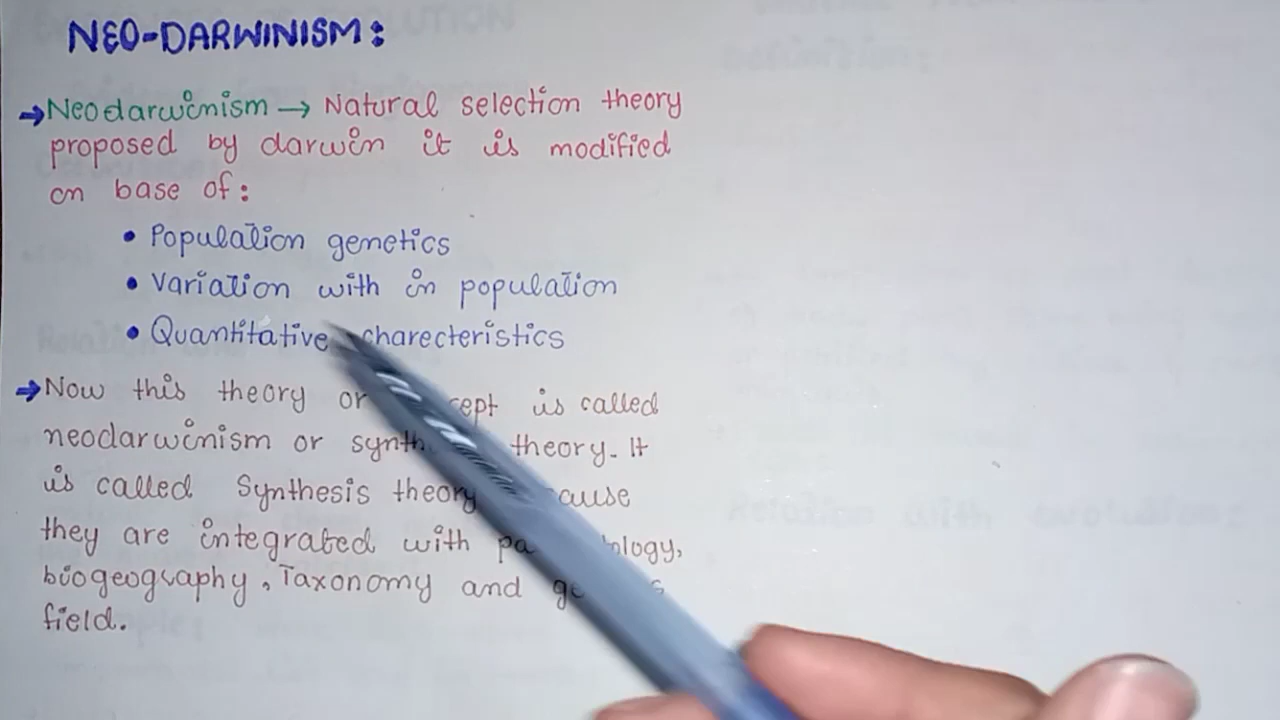 NEO-DARWINISM:
→Neodarwinism → Natural selection theory
proposed by darwin it is modified
on base of:
• Population genetics
• Variation with in population
• Quantitative charecteristics
→Now this theory or is called
neodarwinism or theory. It
is called Synthesis theory
they are integrated with
biogeography, Taxonomy and
field.